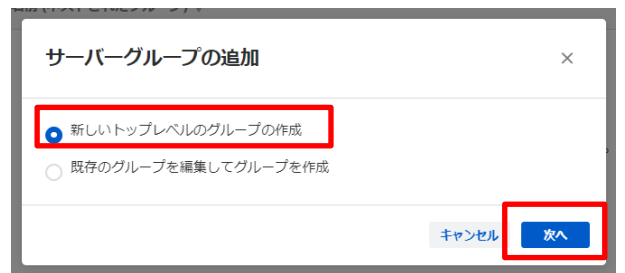 サーバーグループの追加
新しいトップレベルのグループの作成
既存のグループを編集してグループを作成
キャンセル
次へ